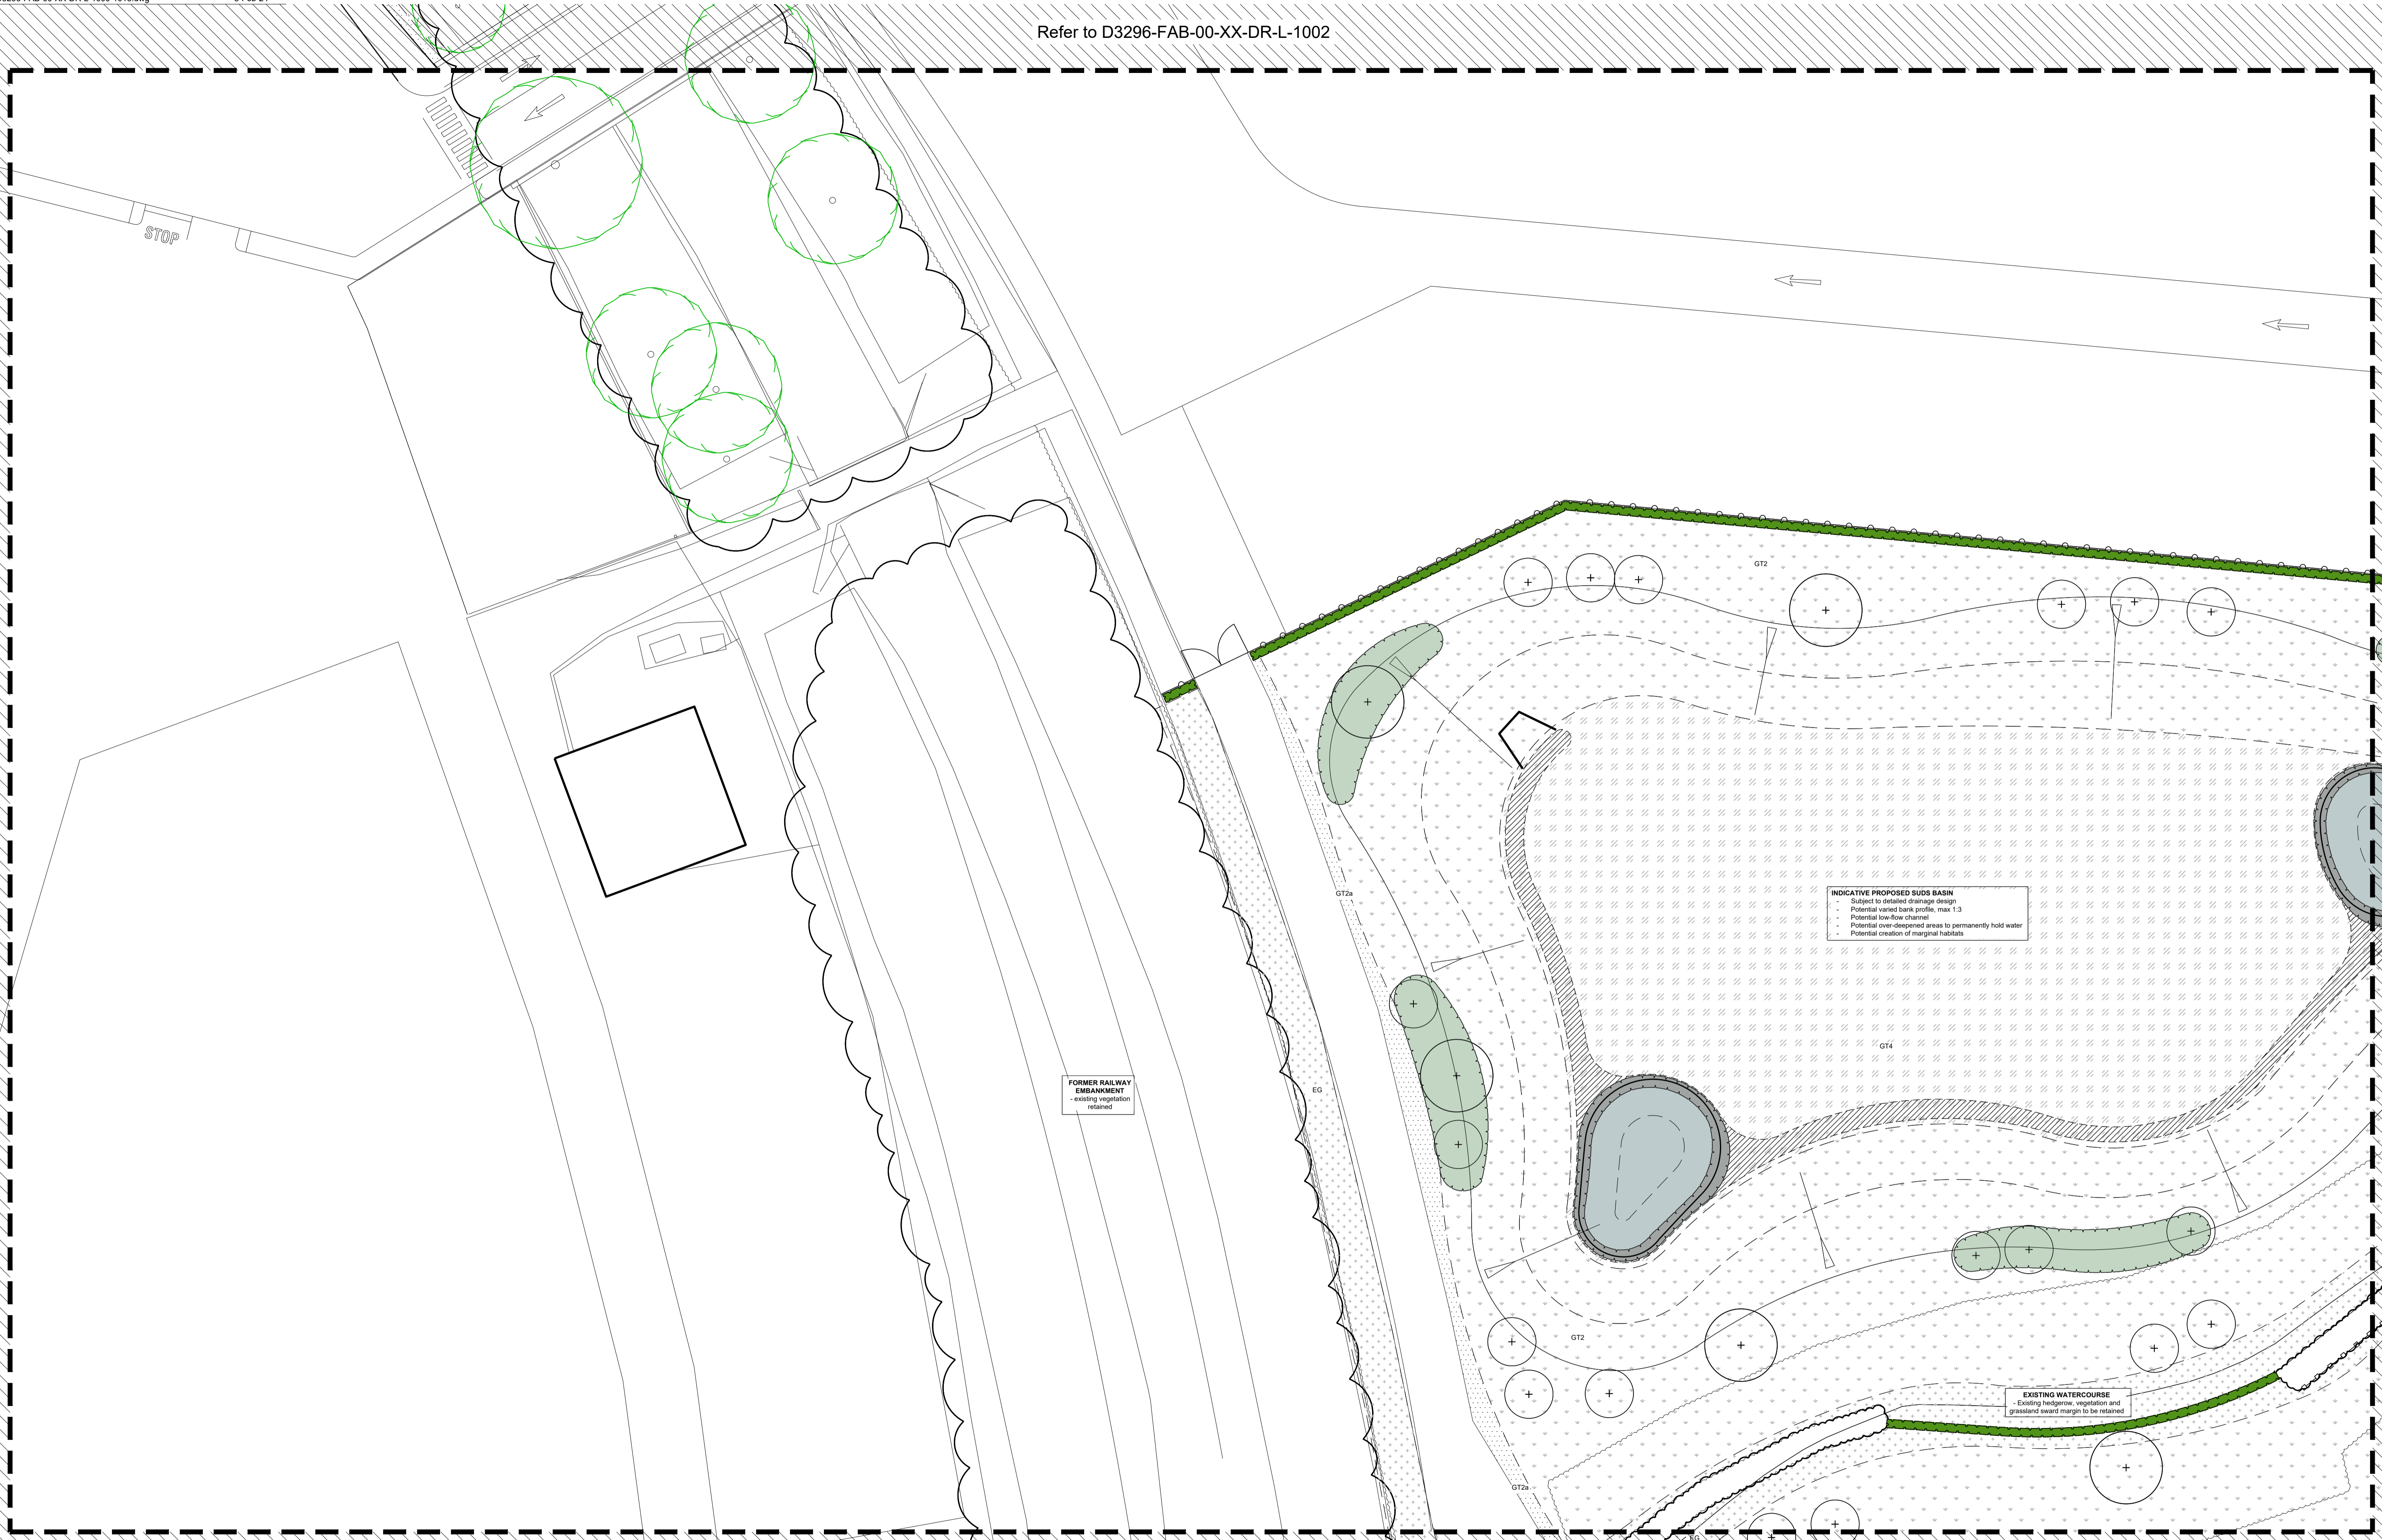 Refer to D3296-FAB-00-XX-DR-L-1002
STOP
GT2
GT2a
INDICATIVE PROPOSED SUDS BASIN
- Subject to detailed drainage design
- Potential varied bank profile, max 1:3
- Potential low-flow channel
- Potential over-deepened areas to permanently hold water
- Potential creation of marginal habitats
GT4
FORMER RAILWAY
EMBANKMENT
- existing vegetation
retained
EG
GT2
EXISTING WATERCOURSE
- Existing hedgerow, vegetation and
grassland sward margin to be retained
GT2a
EG